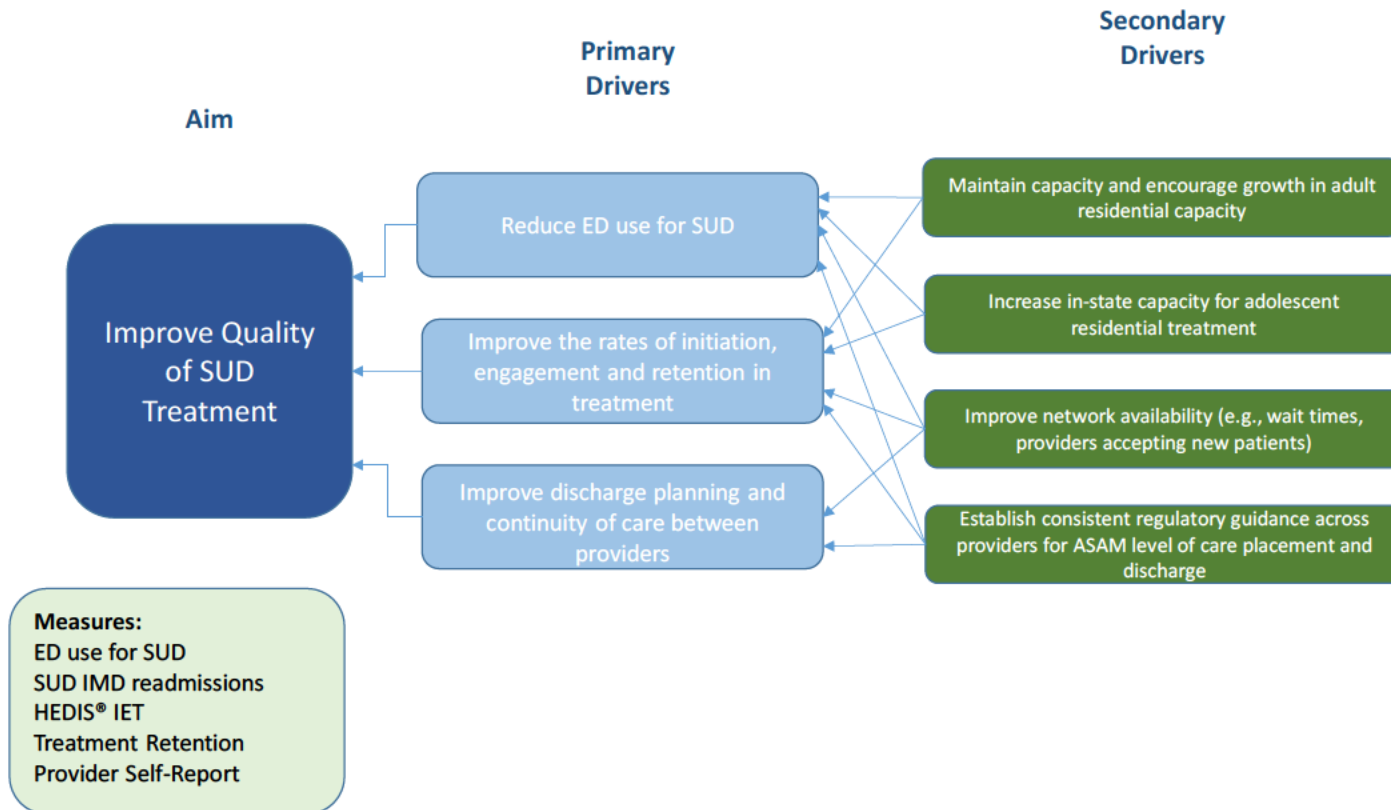 Aim
Primary
Drivers
Secondary
Drivers
Improve Quality
of SUD
Treatment
Reduce ED use for SUD
Improve the rates of initiation,
engagement and retention in
treatment
Improve discharge planning and
continuity of care between
providers
Maintain capacity and encourage growth in adult
residential capacity
Increase in-state capacity for adolescent
residential treatment
Improve network availability (e.g., wait times,
providers accepting new patients)
Establish consistent regulatory guidance across
providers for ASAM level of care placement and
discharge
Measures:
ED use for SUD
SUD IMD readmissions
HEDIS® IET
Treatment Retention
Provider Self-Report